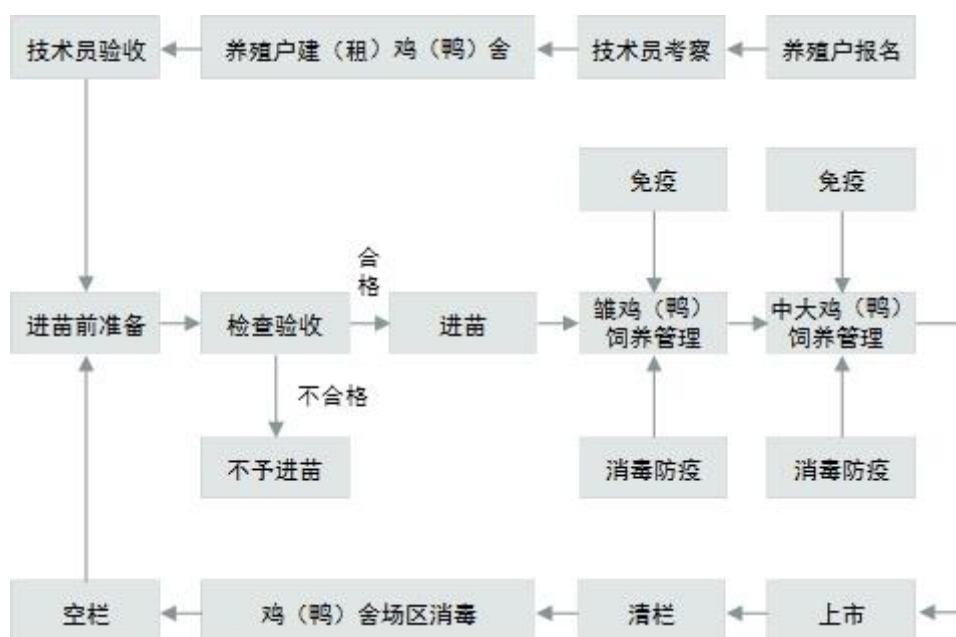 技术员验收
养殖户建（租）鸡（鸭）舍
技术员考察
养殖户报名
免疫
免疫
合
格
进苗前准备
检查验收
进苗
雏鸡（鸭）
饲养管理
中大鸡（鸭）
饲养管理
不合格
不予进苗
消毒防疫
消毒防疫
空栏
鸡（鸭）舍场区消毒
清栏
上市